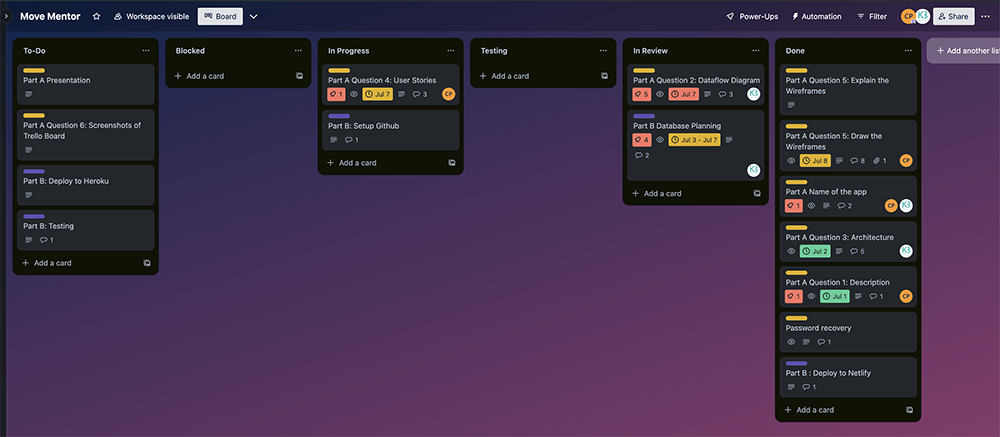 Move Mentor
Workspace visible
Board
Power-Ups
Automation
Filter
CP
K3
Share
To-Do
Part A Presentation
Part A Question 6: Screenshots of
Trello Board
Part B: Deploy to Heroku
Part B: Testing
1
+ Add a card
Blocked
+ Add a card
In Progress
Part A Question 4: User Stories
1
Jul 7
3
CP
Part B: Setup Github
1
+ Add a card
Testing
+ Add a card
In Review
Part A Question 2: Dataflow Diagram
5
Jul 7
3
K3
Part B Database Planning
4
Jul 3 - Jul 7
2
K3
+ Add a card
Done
Part A Question 5: Explain the
Wireframes
Part A Question 5: Draw the
Wireframes
Jul 8
8
1
CP
Part A Name of the app
1
2
CP
K3
Part A Question 3: Architecture
Jul 2
5
K3
Part A Question 1: Description
1
Jul 1
1
CP
Password recovery
1
Part B : Deploy to Netlify
1
+ Add a card
+ Add another list